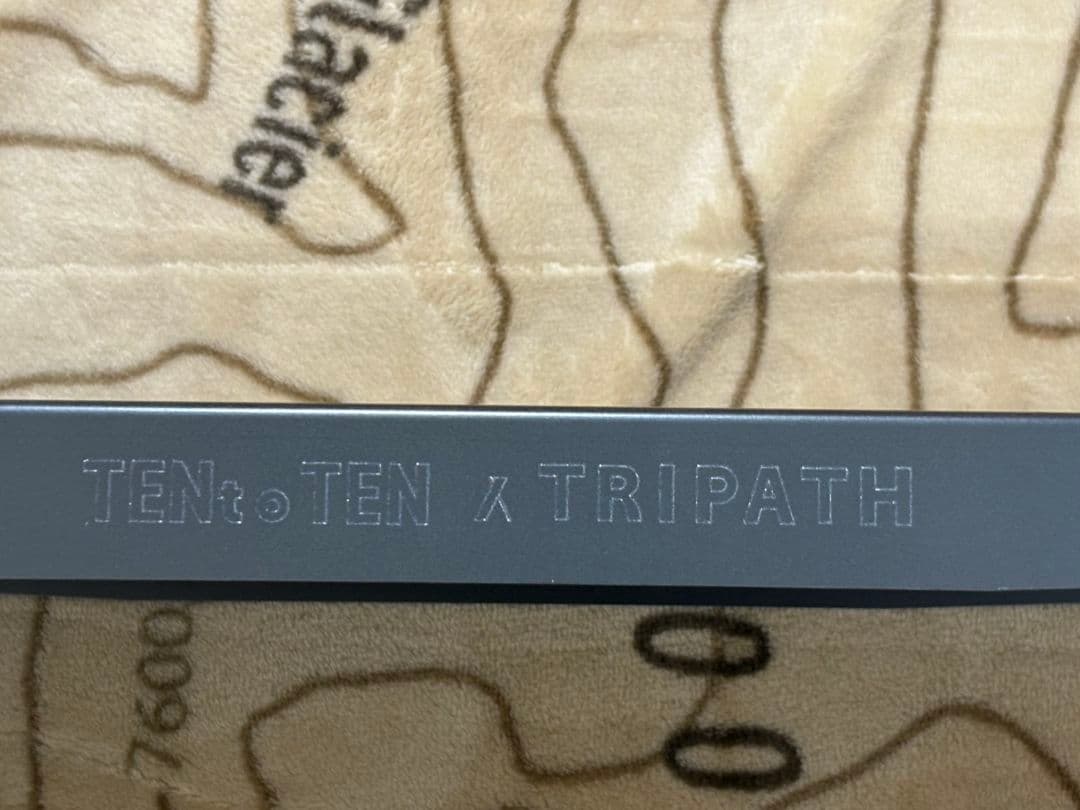 Glacier
TENtoTEN X TRIPATH
7600
00